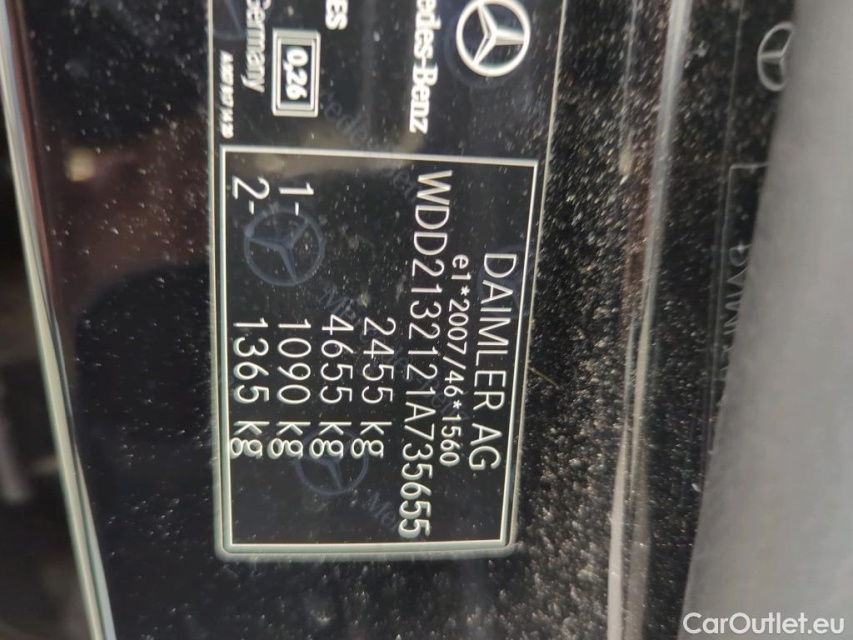 Mercedes-Benz
0,26
Germany
DAIMLER AG
e1*2007/46*1560
WDD2132121A735655
2455 kg
4655 kg
1- 1090 kg
2- 1365 kg
CarOutlet.eu